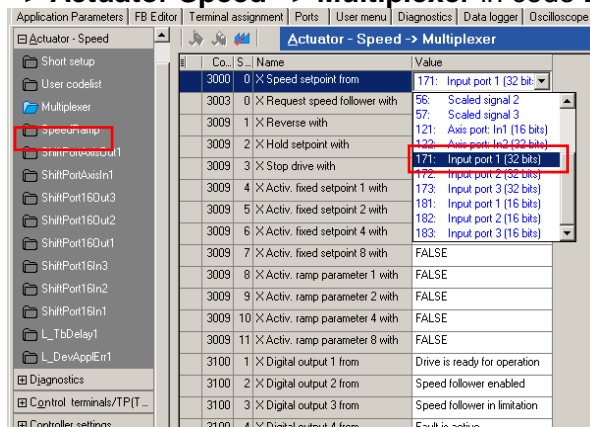 -> Actuator Speed -> Multiplexer in code
Application Parameters | FB Editor | Terminal assignment | Ports | User menu | Diagnostics | Data logger | Oscilloscope
Actuator - Speed
Actuator - Speed -> Multiplexer
Short setup
User codelist
Multiplexer
SpeedRamp
ShiftPortAxisOut1
ShiftPortAxisIn1
ShiftPort16Out3
ShiftPort16Out2
ShiftPort16Out1
ShiftPort16In3
ShiftPort16In2
ShiftPort16In1
L_TbDelay1
L_DevApplErr1
Diagnostics
Control terminals/TP(T...
Controller settings
Co... S... Name Value
3000 0 X Speed setpoint from 171: Input port 1 (32 bit:
3003 0 X Request speed follower with
3009 1 X Reverse with
3009 2 X Hold setpoint with
3009 3 X Stop drive with
3009 4 X Activ. fixed setpoint 1 with
3009 5 X Activ. fixed setpoint 2 with
3009 6 X Activ. fixed setpoint 4 with
3009 7 X Activ. fixed setpoint 8 with FALSE
3009 8 X Activ. ramp parameter 1 with FALSE
3009 9 X Activ. ramp parameter 2 with FALSE
3009 10 X Activ. ramp parameter 4 with FALSE
3009 11 X Activ. ramp parameter 8 with FALSE
3100 1 X Digital output 1 from Drive is ready for operation
3100 2 X Digital output 2 from Speed follower enabled
3100 3 X Digital output 3 from Speed follower in limitation
3100 4 X Digital output 4 from Fault is active
56: Scaled signal 2
57: Scaled signal 3
121: Axis port: In1 (16 bits)
122: Axis port: In2 (32 bits)
171: Input port 1 (32 bits)
172: Input port 2 (32 bits)
173: Input port 3 (32 bits)
181: Input port 1 (16 bits)
182: Input port 2 (16 bits)
183: Input port 3 (16 bits)